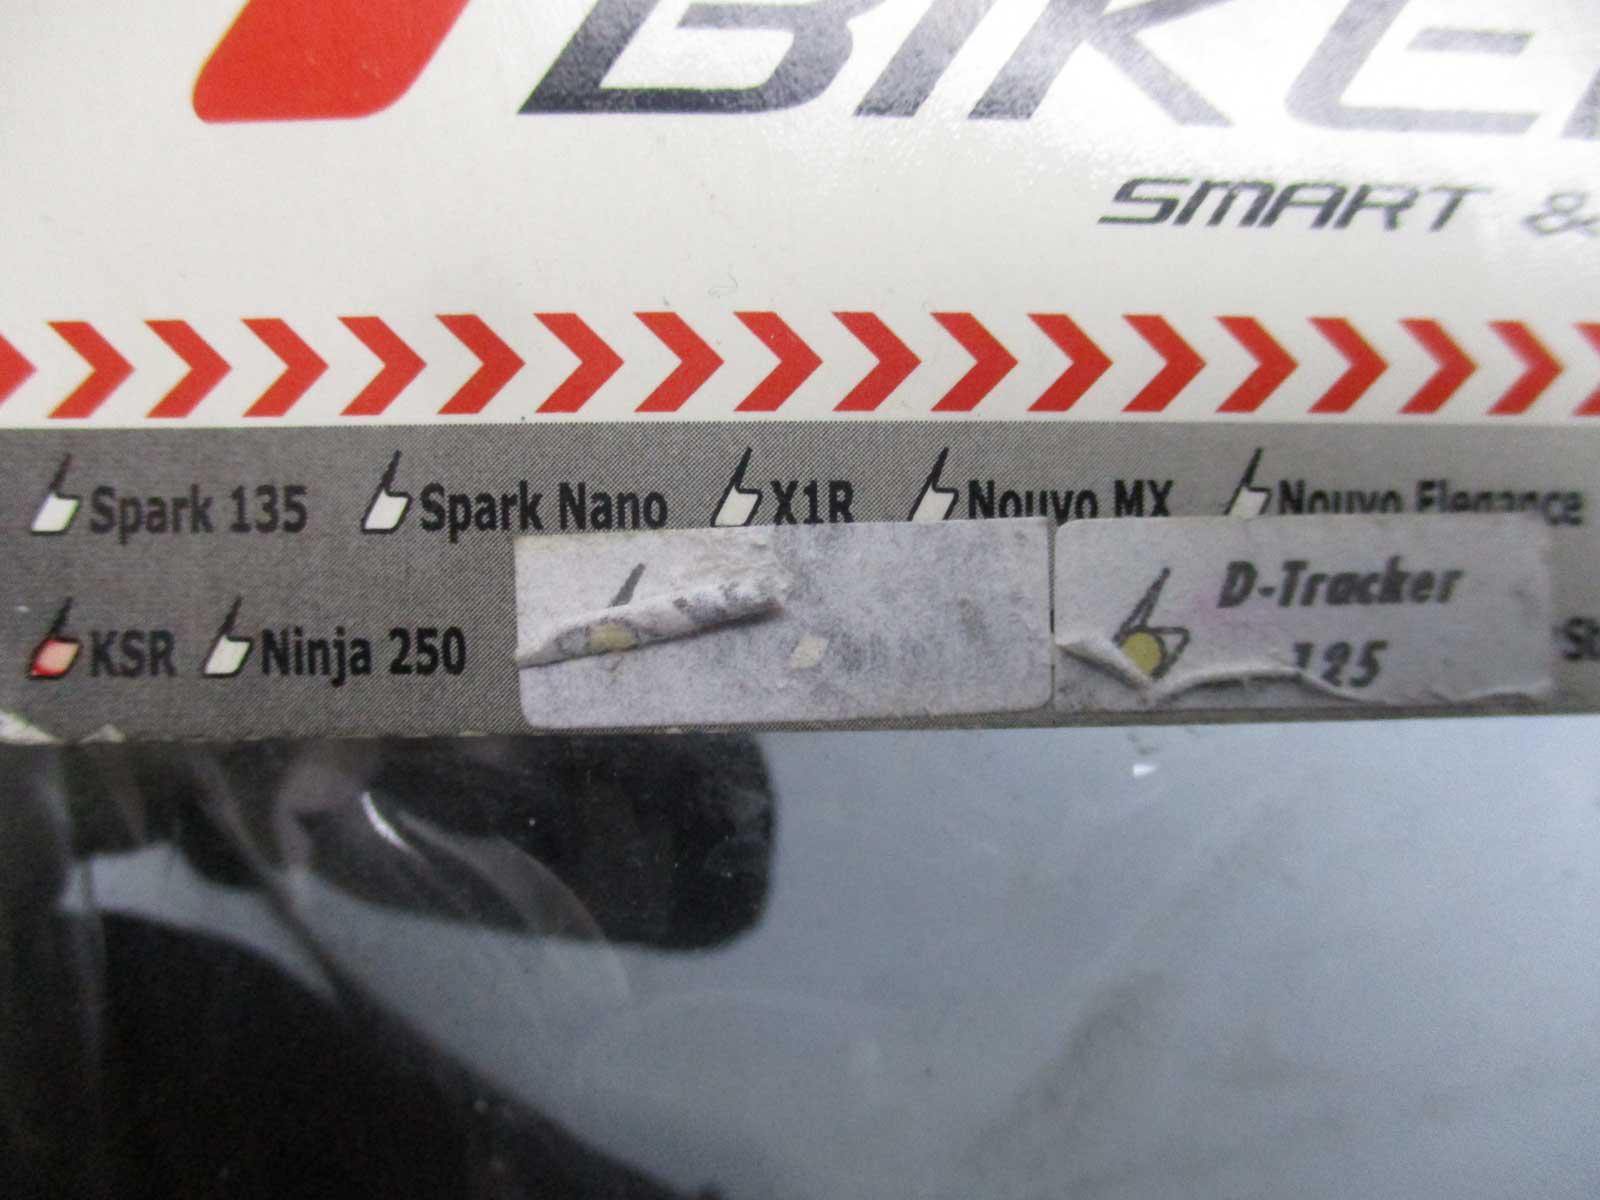 BIKE
SMART &
Spark 135 Spark Nano X1R Nouvo MX Nouvo Elegance
KSR Ninja 250
D-Tracker
125